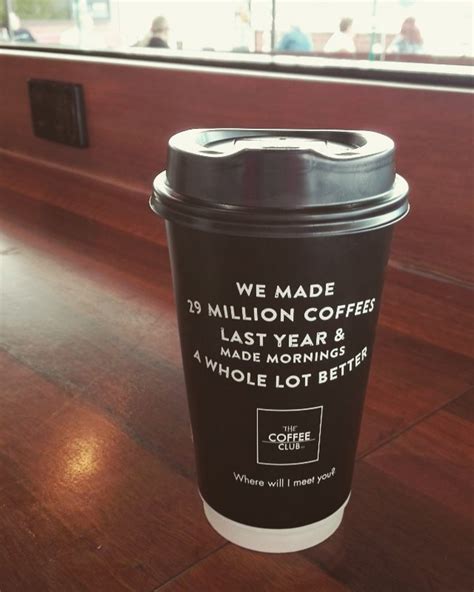 WE MADE
29 MILLION COFFEES
LAST YEAR &
MADE MORNINGS
A WHOLE LOT BETTER
THE
COFFEE
CLUB
Where will I meet you?